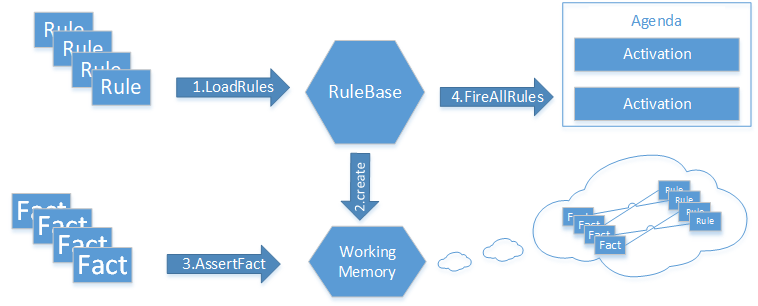 Rule
Rule
Rule
Rule
1.LoadRules
RuleBase
4.FireAllRules
Agenda
Activation
Activation
2.create
Fact
Fact
Fact
Fact
3.AssertFact
Working
Memory
Fact
Fact
Fact
Fact
Rule
Rule
Rule
Rule